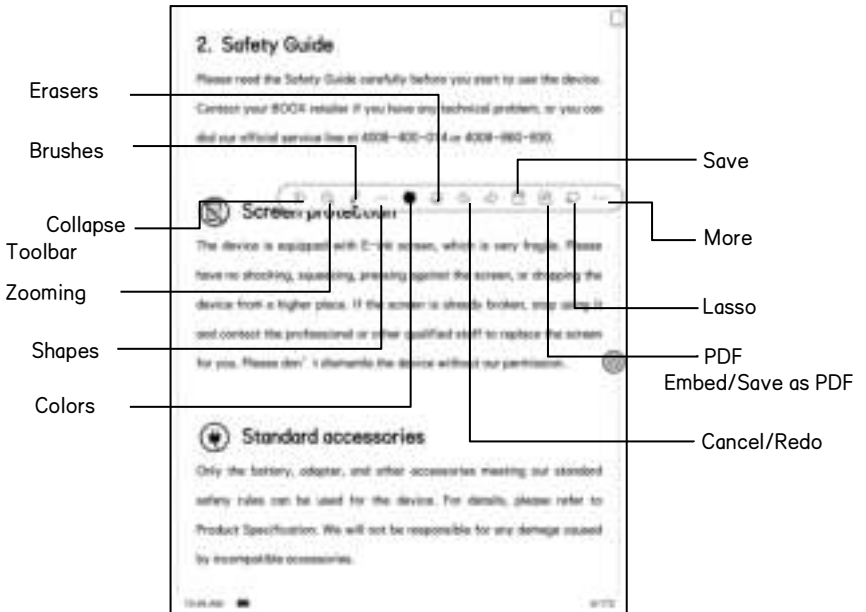 2. Safety Guide
Please read the Safety Guide carefully before you start to use the device.
Contact your BOOX retailer if you have any technical problem, or you can
dial our official service line at 4008-400-014 or 4008-860-830.
Erasers
Brushes
Collapse
Toolbar
Zooming
Shapes
Colors
Save
More
Lasso
PDF
Embed/Save as PDF
Cancel/Redo
Screen protection
The device is equipped with E-ink screen, which is very fragile. Please
have no shocking, squeezing, pressing against the screen, or dropping the
device from a higher place. If the screen is already broken, stop using it
and contact the professional or other qualified staff to replace the screen
for you. Please don't dismantle the device without our permission.
Standard accessories
Only the battery, adapter, and other accessories meeting our standard
safety rules can be used for the device. For details, please refer to
Product Specification. We will not be responsible for any damage caused
by incompatible accessories.